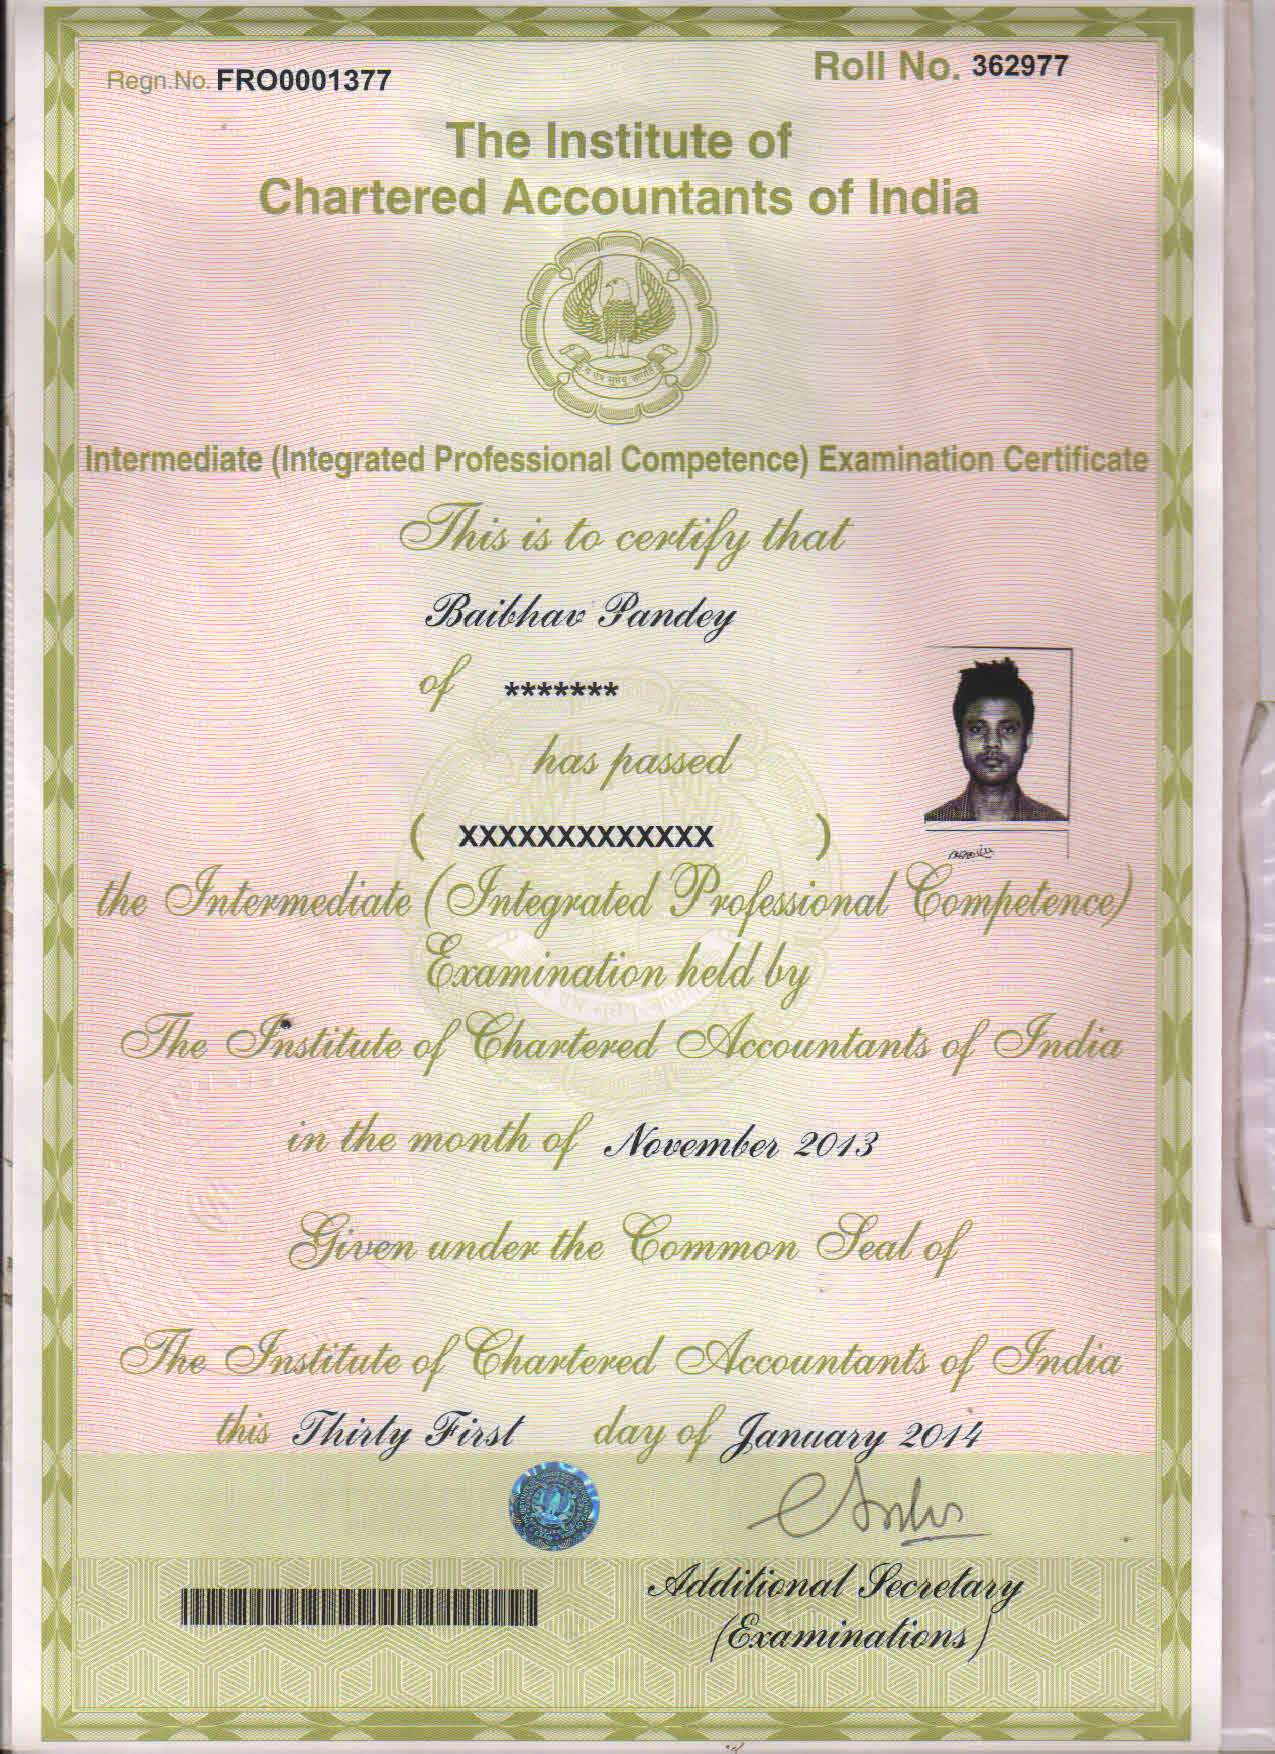 Regn.No. FRO0001377
Roll No. 362977
The Institute of
Chartered Accountants of India
Intermediate (Integrated Professional Competence) Examination Certificate
This is to certify that
Baibhav Pandey
of *******
has passed
( XXXXXXXXXXXXX )
the Intermediate (Integrated Professional Competence)
Examination held by
The Institute of Chartered Accountants of India
in the month of November 2013
Given under the Common Seal of
The Institute of Chartered Accountants of India
this Thirty First day of January 2014
Additional Secretary
(Examinations)